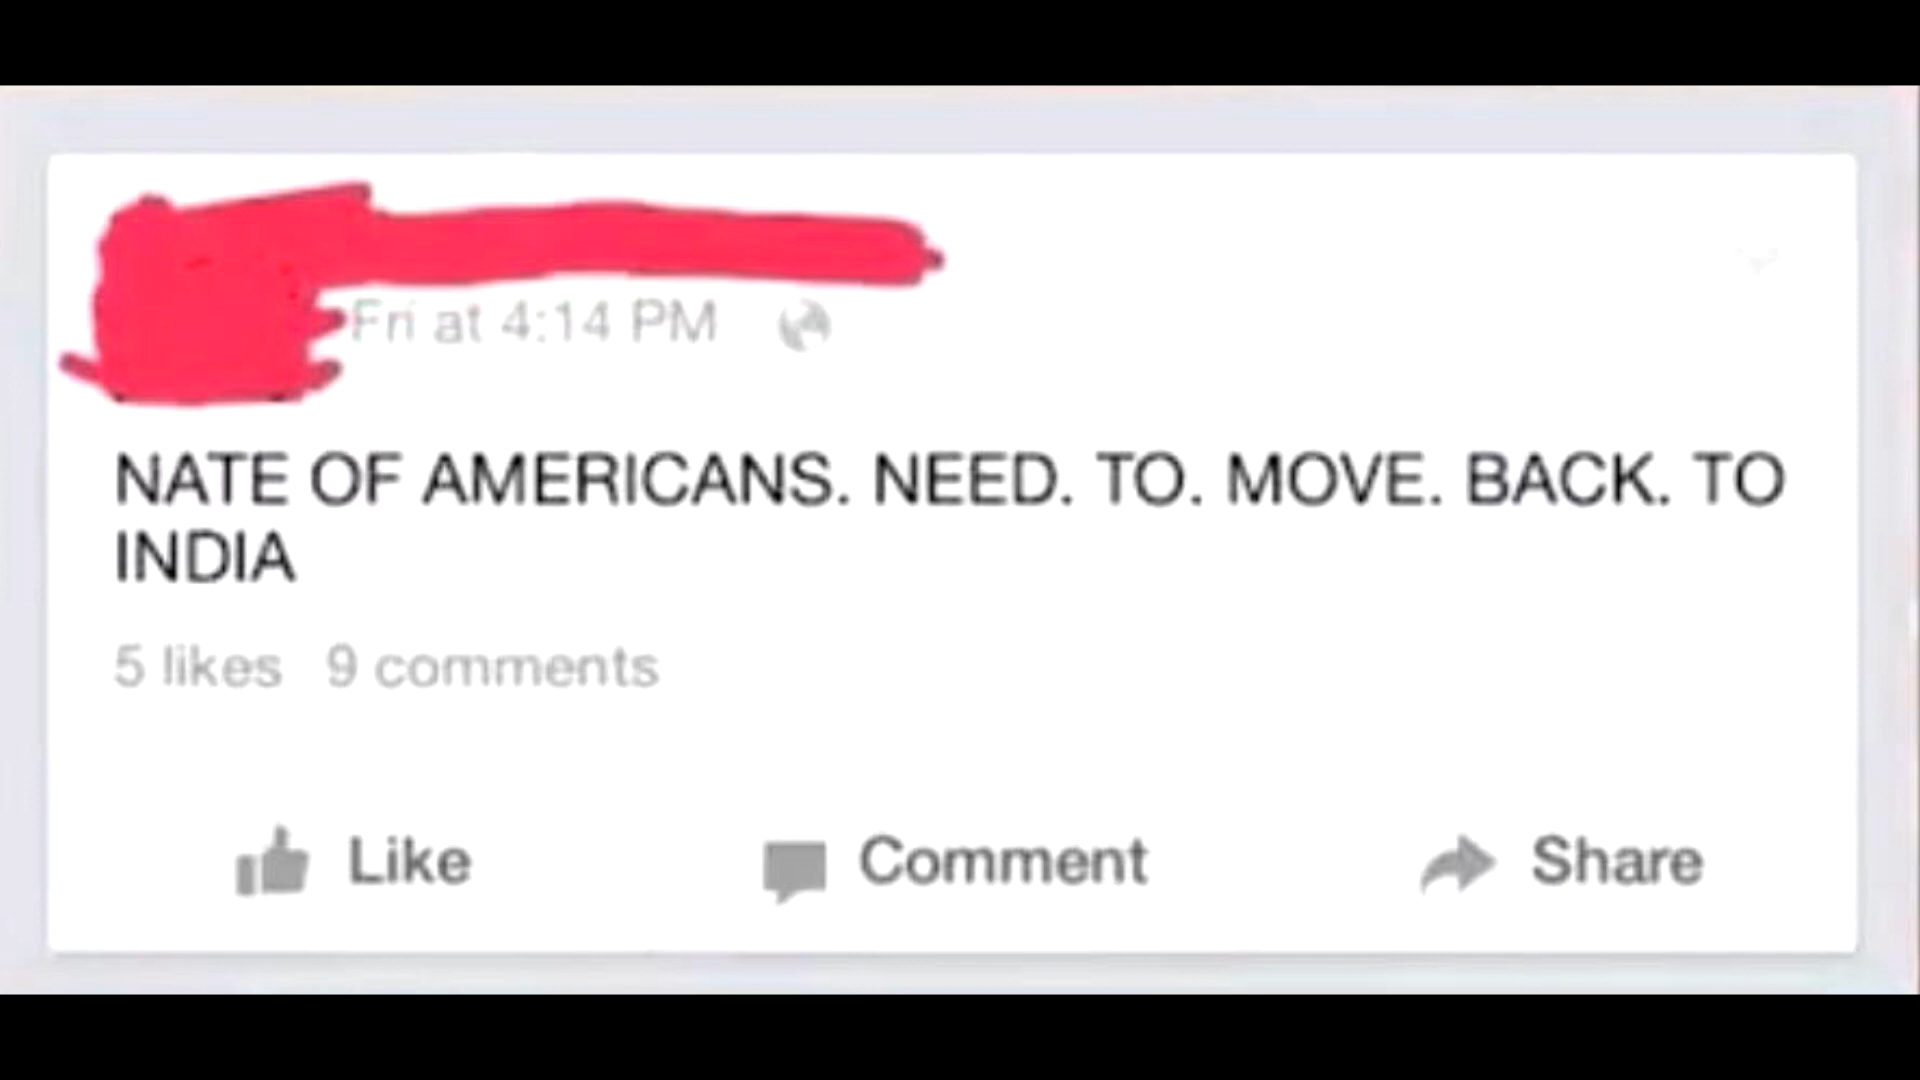 Fri at 4:14 PM
NATE OF AMERICANS. NEED. TO. MOVE. BACK. TO
INDIA
5 likes 9 comments
Like Comment Share